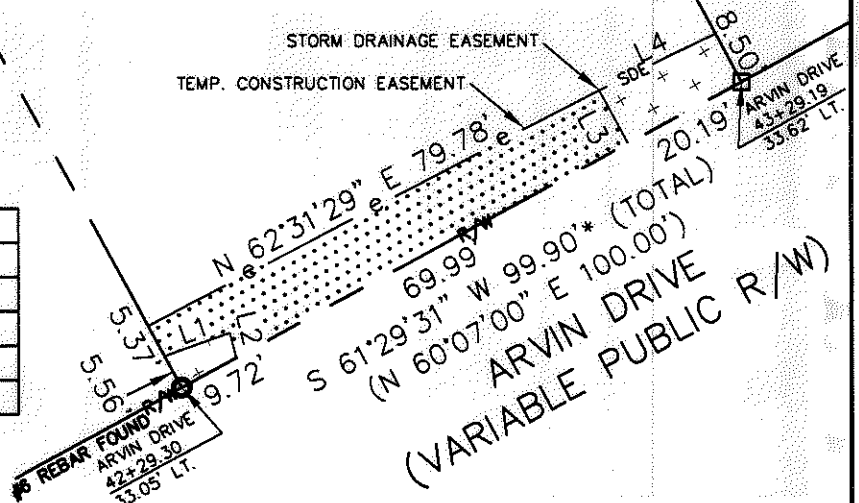 STORM DRAINAGE EASEMENT
TEMP. CONSTRUCTION EASEMENT
L4
SDE
8.50'
ARVIN DRIVE
43+29.19
33.62' LT.
L3
20.19'
N 62°31'29" E 79.78'
e e e
R/W
69.99'
S 61°29'31" W 99.90'* (TOTAL)
(N 60°07'00" E 100.00')
ARVIN DRIVE
(VARIABLE PUBLIC R/W)
5.37'
L1
L2
5.56'
9.72'
R/W
#6 REBAR FOUND
ARVIN DRIVE
42+29.30
33.05' LT.